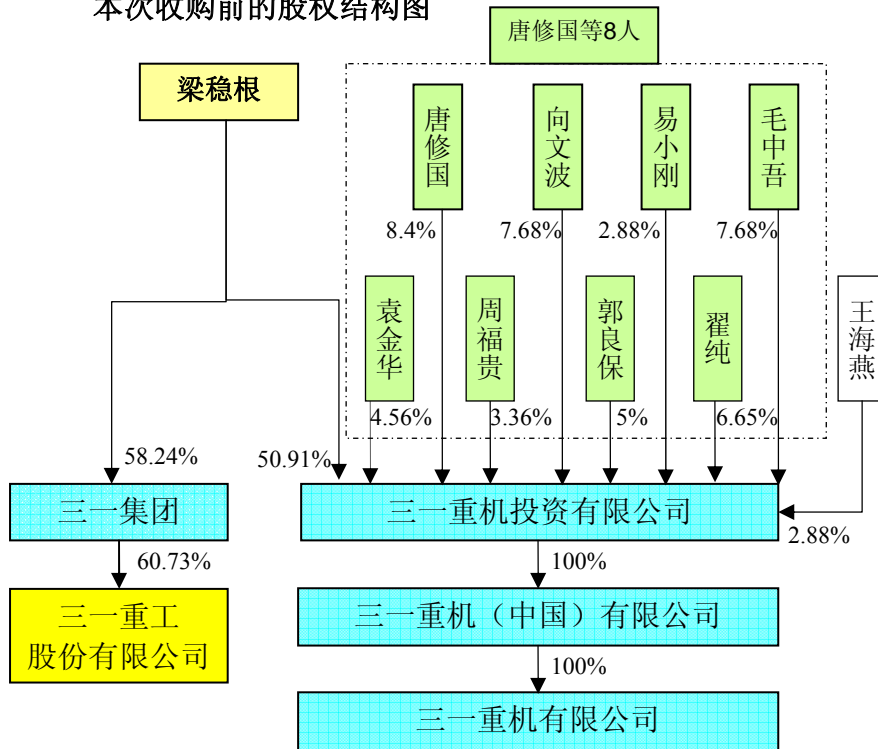 本次收购前的股权结构图
唐修国等8人
梁稳根
唐修国
向文波
易小刚
毛中吾
8.4%
7.68%
2.88%
7.68%
袁金华
周福贵
郭良保
翟纯
王海燕
4.56%
3.36%
5%
6.65%
58.24%
50.91%
三一集团
三一重机投资有限公司
2.88%
60.73%
100%
三一重工
股份有限公司
三一重机（中国）有限公司
100%
三一重机有限公司